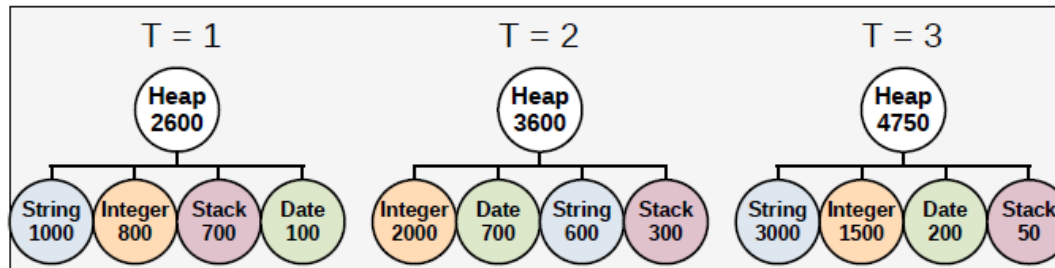 T = 1
T = 2
T = 3
Heap
2600
Heap
3600
Heap
4750
String
1000
Integer
800
Stack
700
Date
100
Integer
2000
Date
700
String
600
Stack
300
String
3000
Integer
1500
Date
200
Stack
50